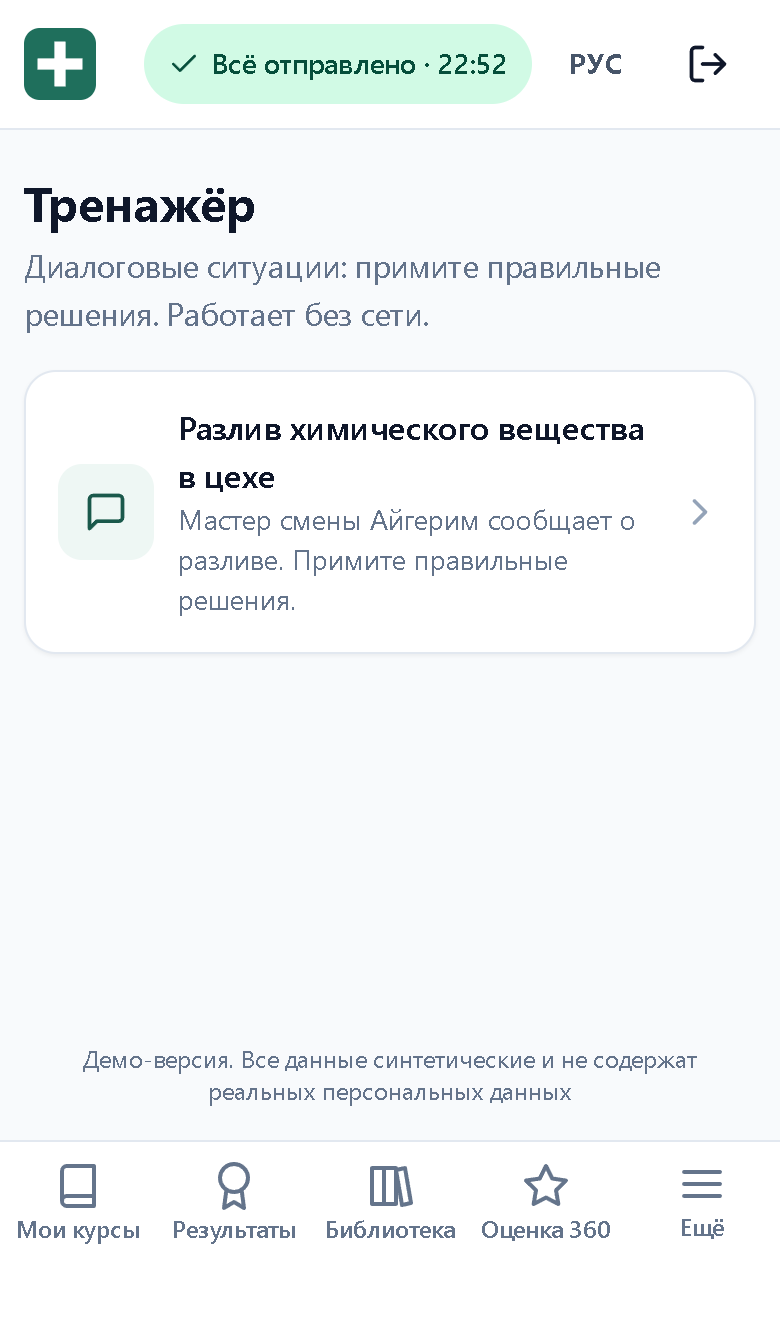 Всё отправлено · 22:52
РУС
Тренажёр
Диалоговые ситуации: примите правильные
решения. Работает без сети.
Разлив химического вещества
в цехе
Мастер смены Айгерим сообщает о
разливе. Примите правильные
решения.
Демо-версия. Все данные синтетические и не содержат
реальных персональных данных
Мои курсы
Результаты
Библиотека
Оценка 360
Ещё